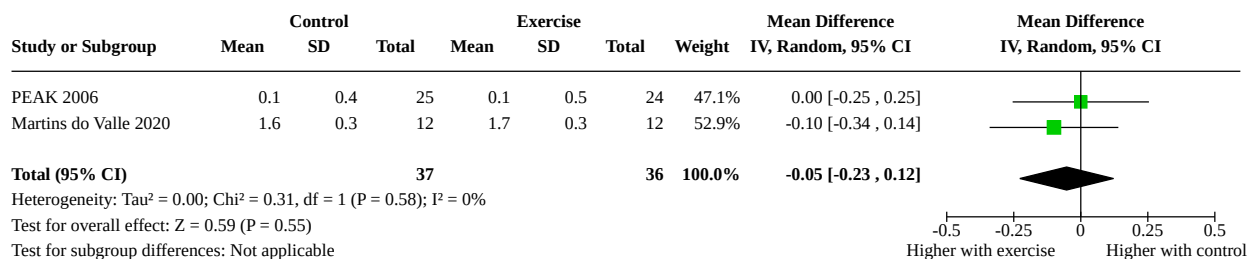 Control Exercise Mean Difference Mean Difference
Study or Subgroup Mean SD Total Mean SD Total Weight IV, Random, 95% CI IV, Random, 95% CI
PEAK 2006 0.1 0.4 25 0.1 0.5 24 47.1% 0.00 [-0.25 , 0.25]
Martins do Valle 2020 1.6 0.3 12 1.7 0.3 12 52.9% -0.10 [-0.34 , 0.14]
Total (95% CI) 37 36 100.0% -0.05 [-0.23 , 0.12]
Heterogeneity: Tau² = 0.00; Chi² = 0.31, df = 1 (P = 0.58); I² = 0%
Test for overall effect: Z = 0.59 (P = 0.55)
-0.5 -0.25 0 0.25 0.5
Test for subgroup differences: Not applicable
Higher with exercise Higher with control